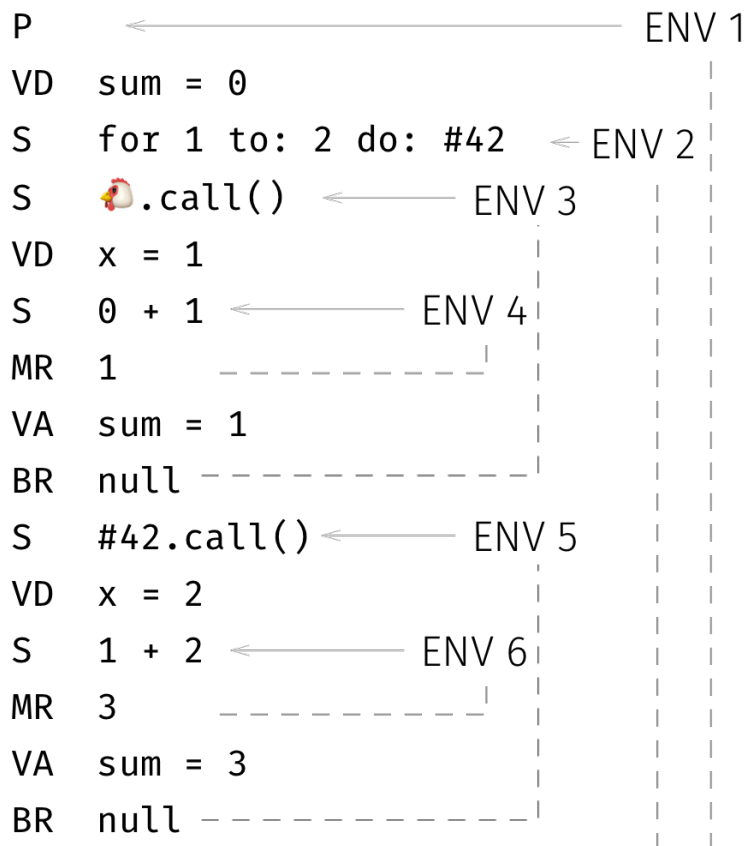 P ENV 1
VD sum = 0
S for 1 to: 2 do: #42 ENV 2
S 🐔.call() ENV 3
VD x = 1
S 0 + 1 ENV 4
MR 1
VA sum = 1
BR null
S #42.call() ENV 5
VD x = 2
S 1 + 2 ENV 6
MR 3
VA sum = 3
BR null